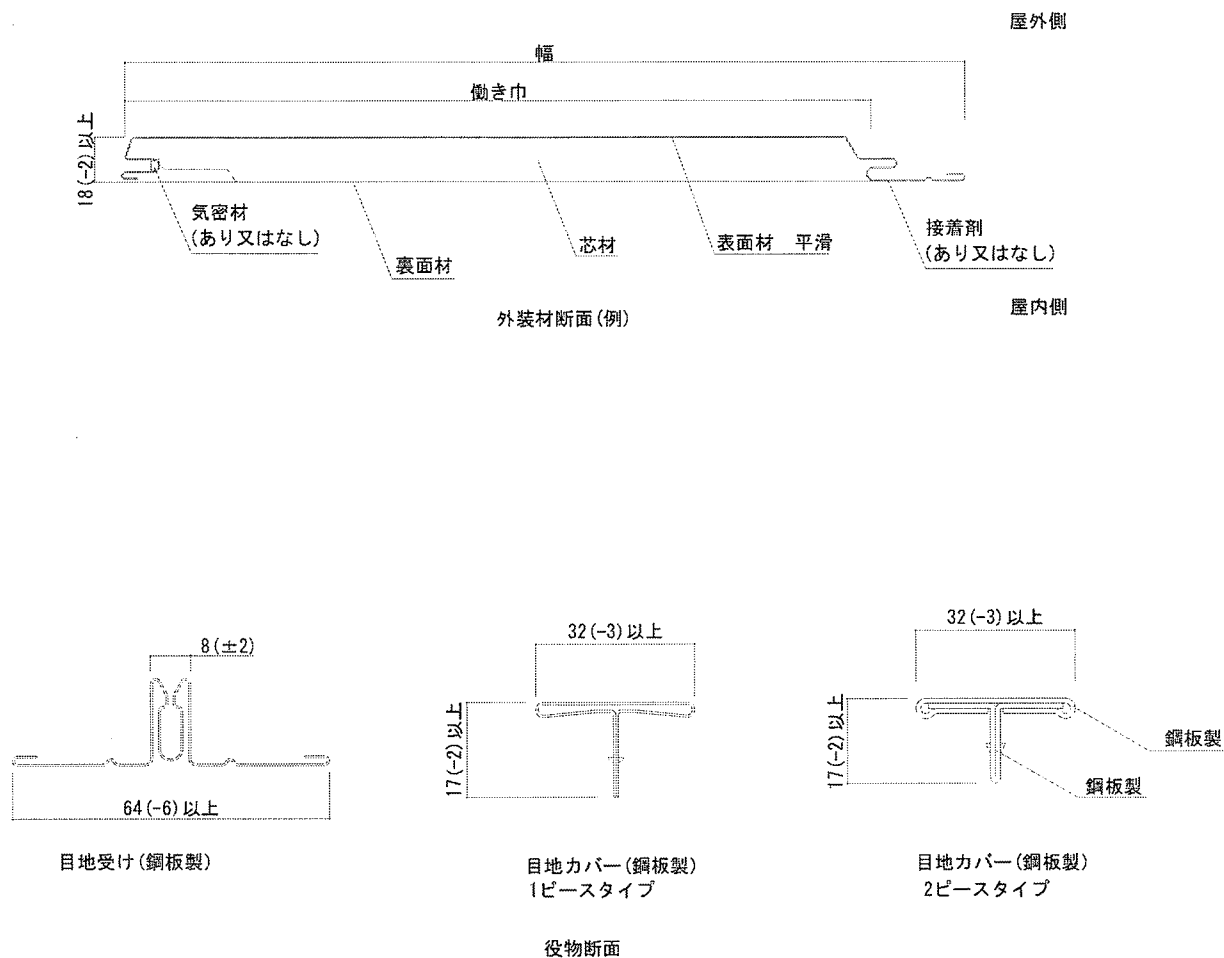 屋外側
幅
働き巾
18(-2)以上
気密材
(あり又はなし)
裏面材
芯材
表面材　平滑
接着剤
(あり又はなし)
外装材断面(例)
屋内側
8(±2)
64(-6)以上
目地受け(鋼板製)
32(-3)以上
17(-2)以上
目地カバー(鋼板製)
1ピースタイプ
32(-3)以上
17(-2)以上
鋼板製
鋼板製
目地カバー(鋼板製)
2ピースタイプ
役物断面